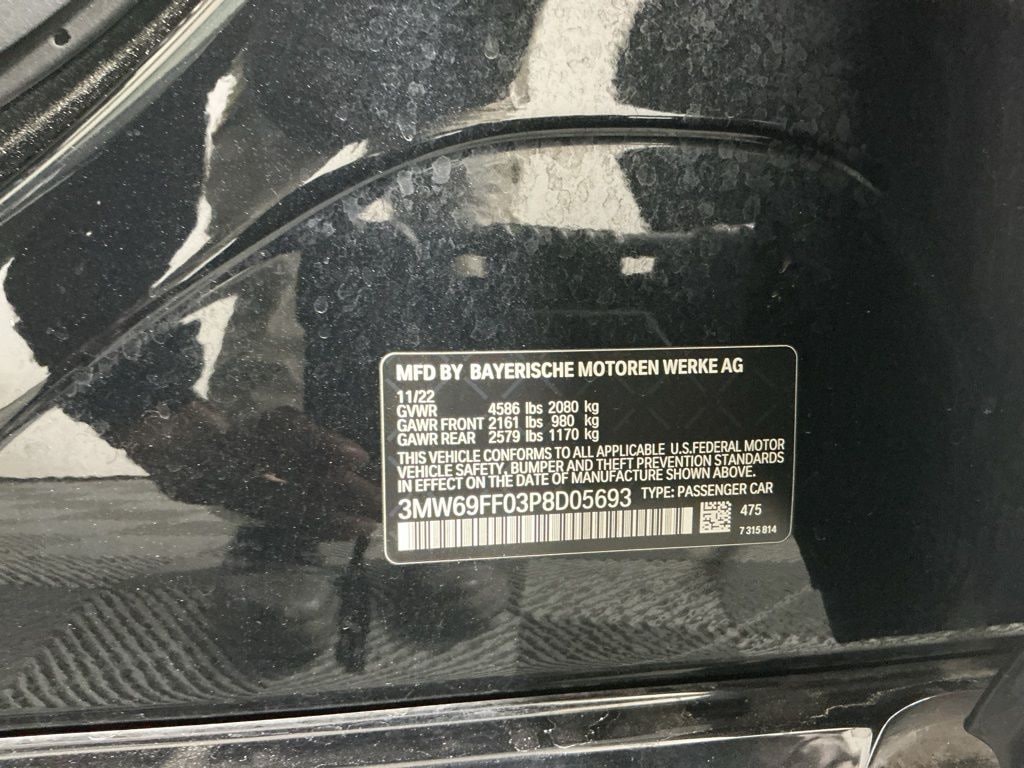 MFD BY BAYERISCHE MOTOREN WERKE AG
11/22
GVWR 4586 lbs 2080 kg
GAWR FRONT 2161 lbs 980 kg
GAWR REAR 2579 lbs 1170 kg
THIS VEHICLE CONFORMS TO ALL APPLICABLE U.S.FEDERAL MOTOR
VEHICLE SAFETY, BUMPER AND THEFT PREVENTION STANDARDS
IN EFFECT ON THE DATE OF MANUFACTURE SHOWN ABOVE.
3MW69FF03P8D05693 TYPE: PASSENGER CAR
475
7 315 814